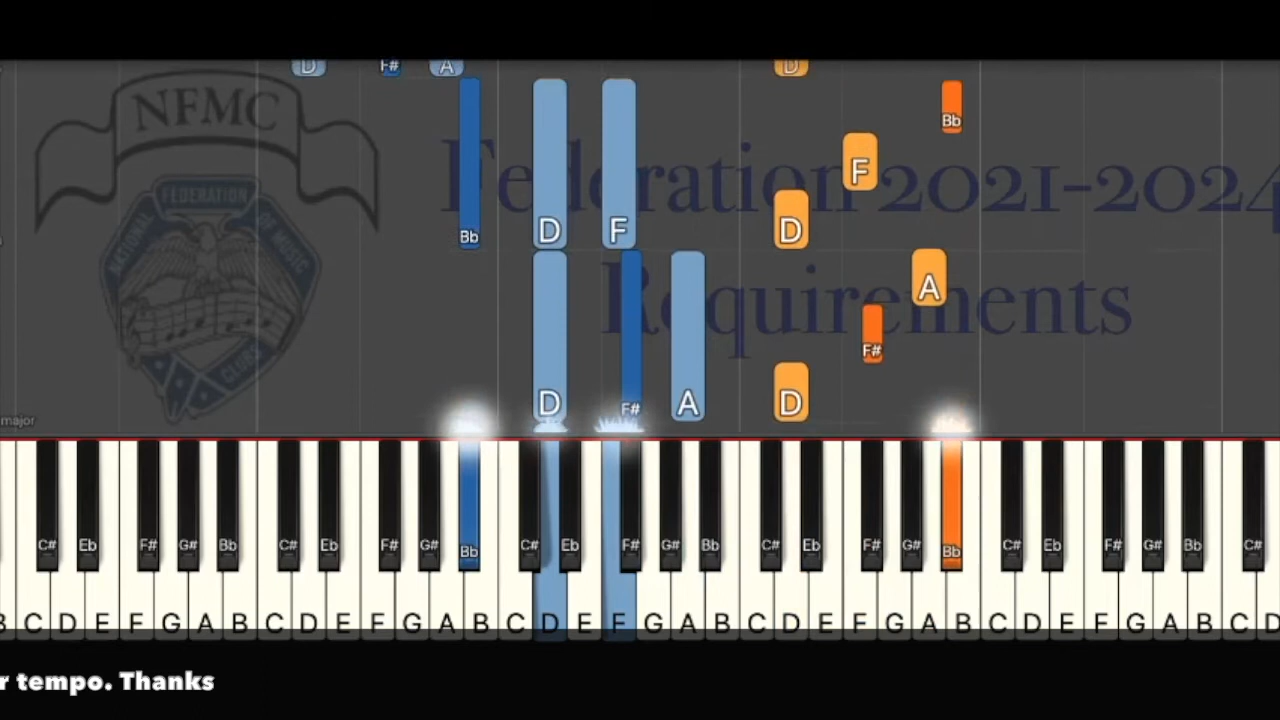 D F# A D
NFMC
Bb
Federation 2021-2024
FEDERATION
F
NATIONAL OF MUSIC
Bb D F D
Requirements
A
F#
CLUBS
D F# A D
major
C# Eb F# G# Bb C# Eb F# G# Bb C# Eb F# G# Bb C# Eb F# G# Bb C# Eb F# G# Bb C#
B C D E F G A B C D E F G A B C D E F G A B C D E F G A B C D E F G A B C D
r tempo. Thanks